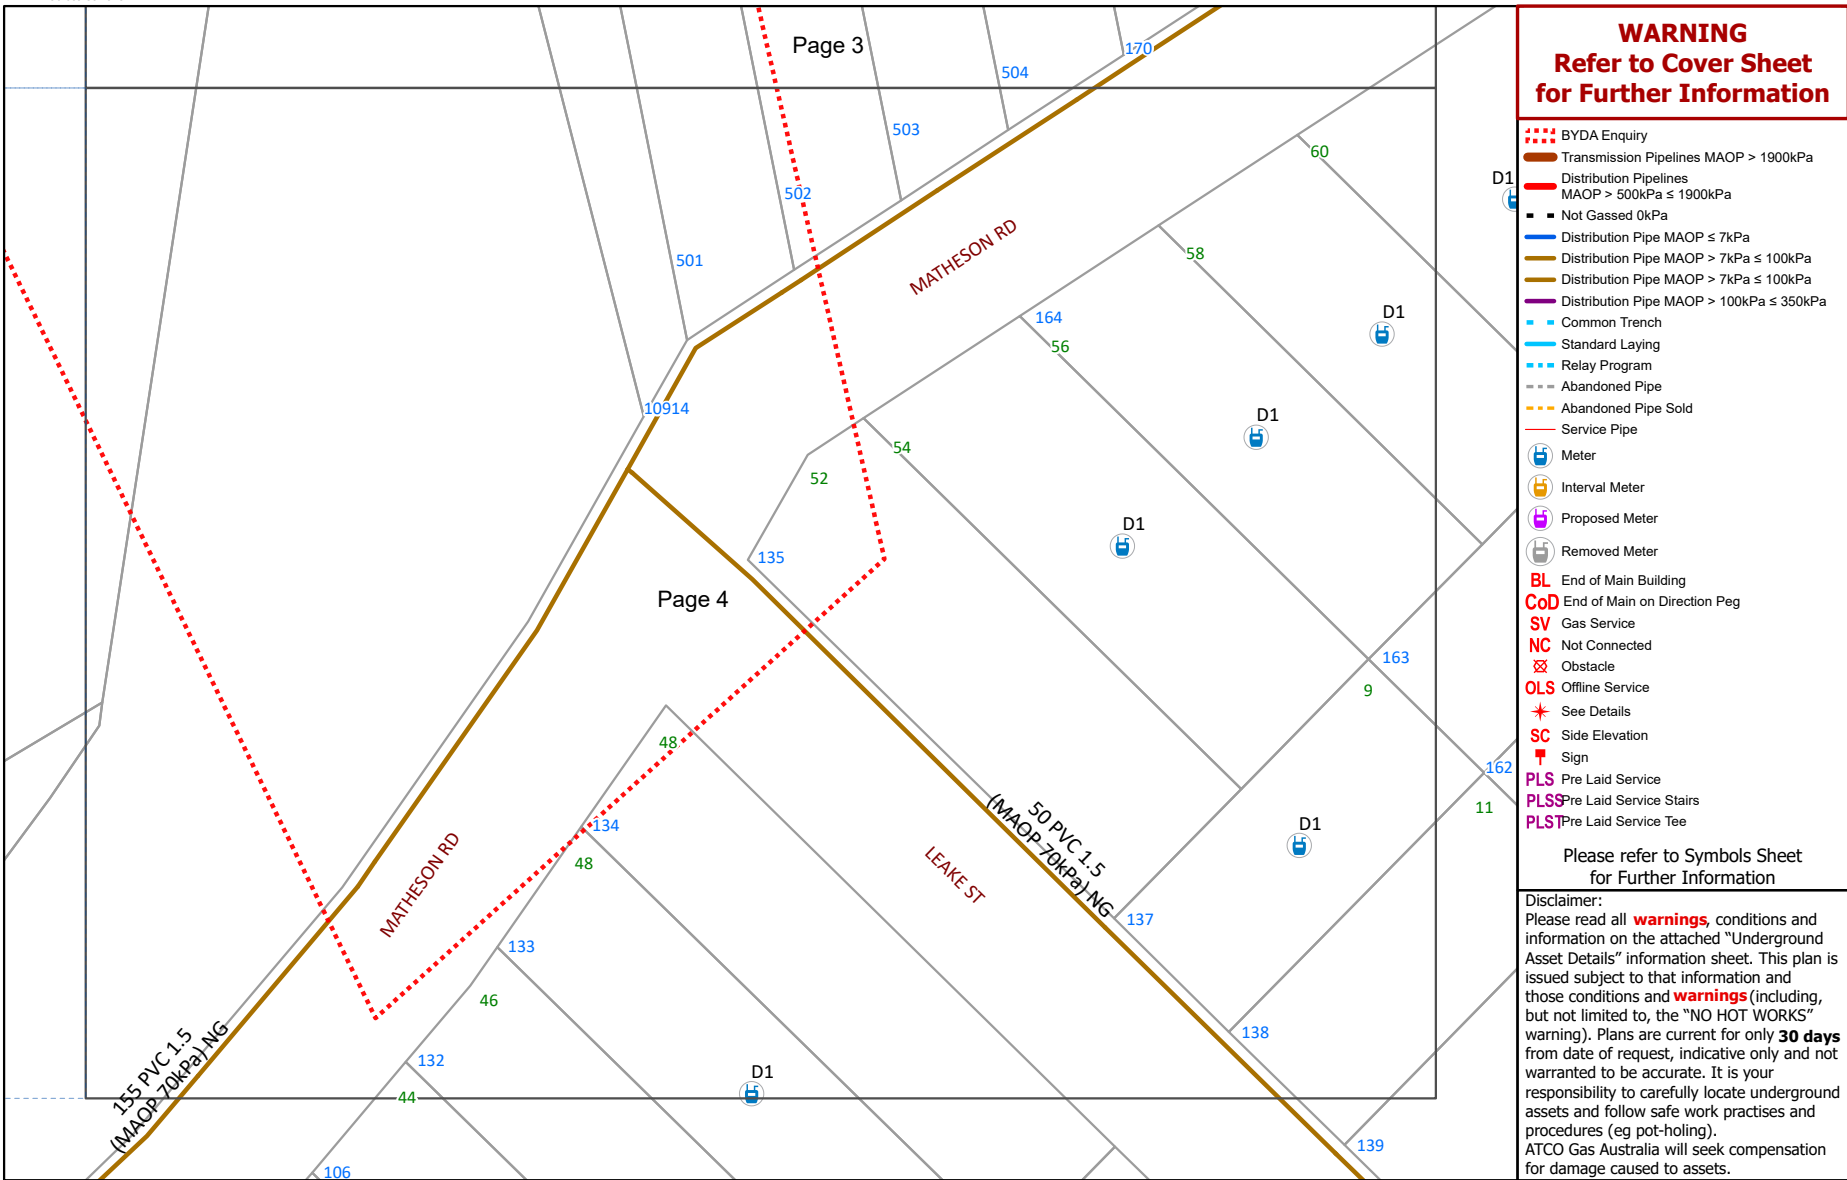 Page 3
170
504
503
502
501
MATHESON RD
60
58
D1
D1
164
56
10914
54
D1
52
135
D1
Page 4
163
9
48
162
11
134
48
50 PVC 1.5
(MAOP 70kPa) NG
D1
MATHESON RD
LEAKE ST
137
133
46
138
155 PVC 1.5
(MAOP 70kPa) NG
132
D1
44
139
106
WARNING
Refer to Cover Sheet
for Further Information
BYDA Enquiry
Transmission Pipelines MAOP > 1900kPa
Distribution Pipelines
MAOP > 500kPa ≤ 1900kPa
Not Gassed 0kPa
Distribution Pipe MAOP ≤ 7kPa
Distribution Pipe MAOP > 7kPa ≤ 100kPa
Distribution Pipe MAOP > 7kPa ≤ 100kPa
Distribution Pipe MAOP > 100kPa ≤ 350kPa
Common Trench
Standard Laying
Relay Program
Abandoned Pipe
Abandoned Pipe Sold
Service Pipe
Meter
Interval Meter
Proposed Meter
Removed Meter
BL End of Main Building
CoD End of Main on Direction Peg
SV Gas Service
NC Not Connected
Obstacle
OLS Offline Service
See Details
SC Side Elevation
Sign
PLS Pre Laid Service
PLSS Pre Laid Service Stairs
PLST Pre Laid Service Tee
Please refer to Symbols Sheet
for Further Information
Disclaimer:
Please read all warnings, conditions and
information on the attached “Underground
Asset Details” information sheet. This plan is
issued subject to that information and
those conditions and warnings (including,
but not limited to, the “NO HOT WORKS”
warning). Plans are current for only 30 days
from date of request, indicative only and not
warranted to be accurate. It is your
responsibility to carefully locate underground
assets and follow safe work practises and
procedures (eg pot-holing).
ATCO Gas Australia will seek compensation
for damage caused to assets.